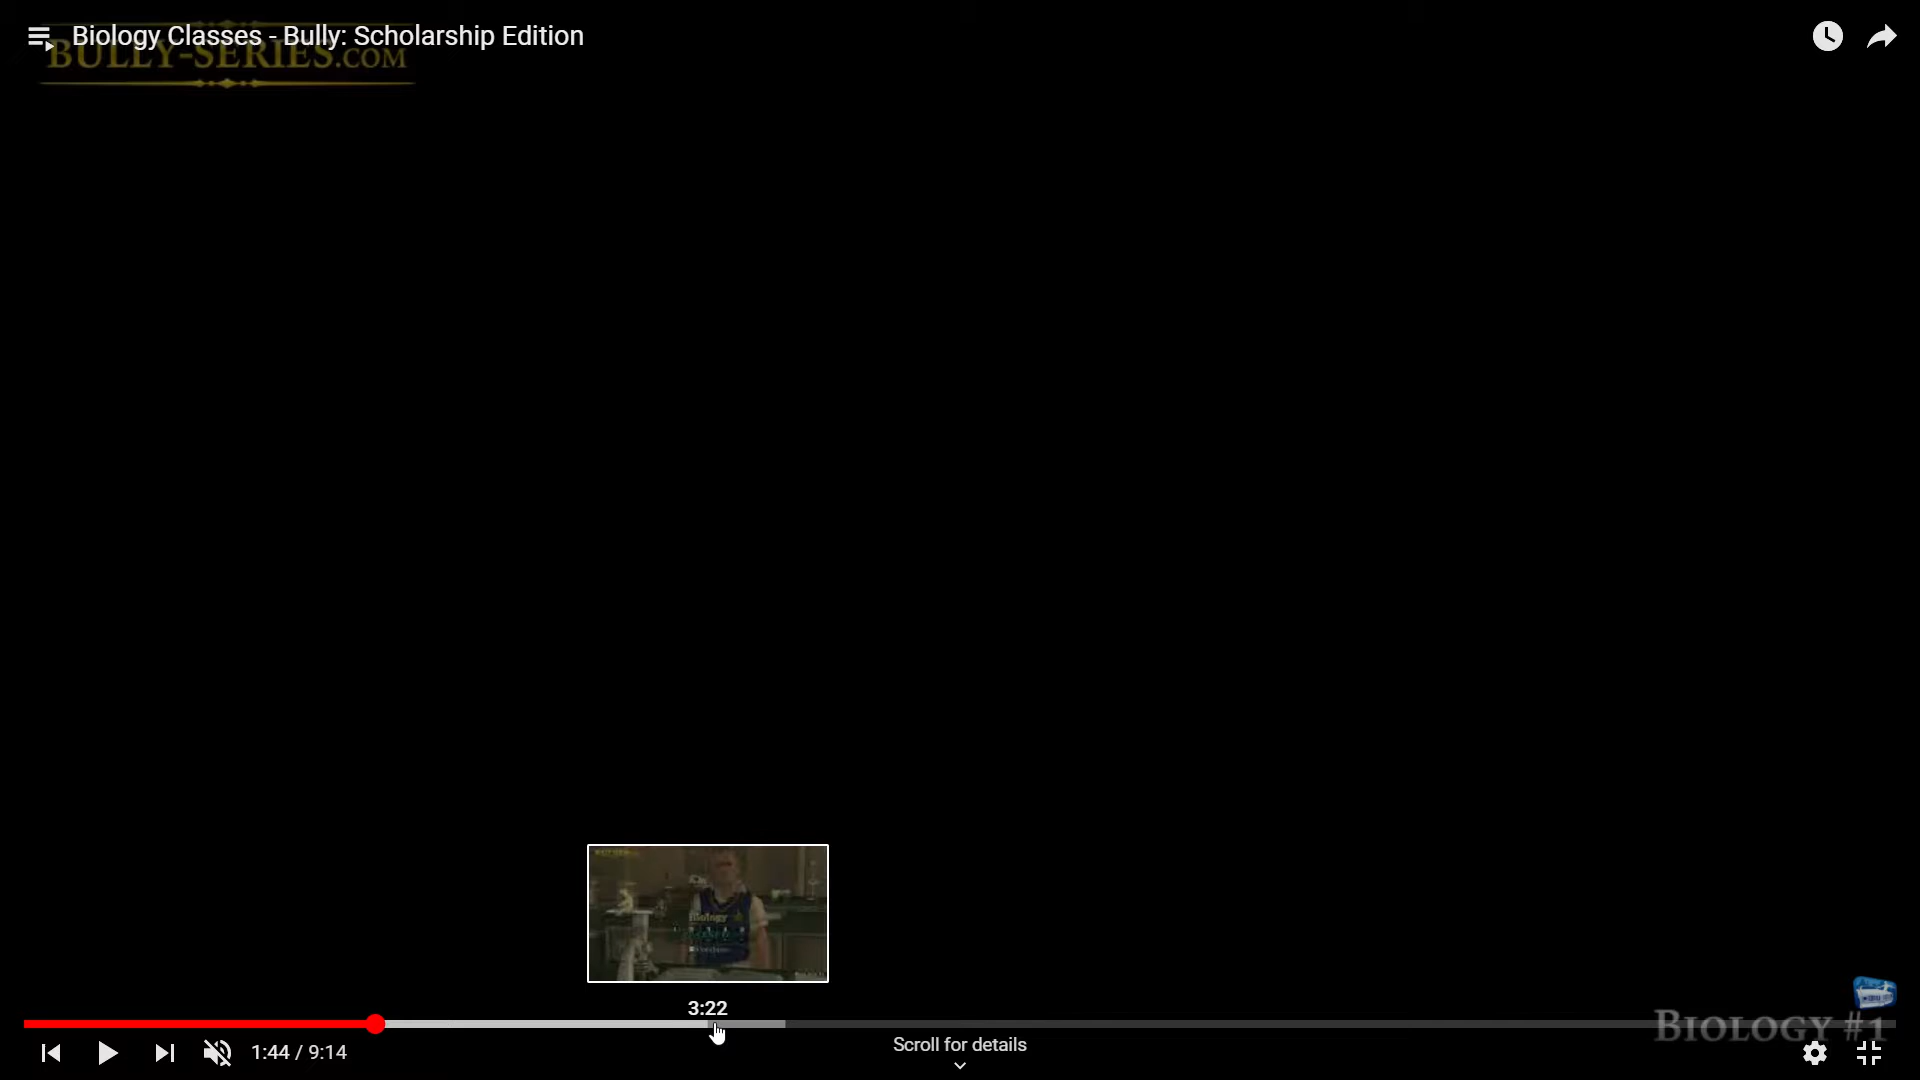 Biology Classes - Bully: Scholarship Edition
BULLY-SERIES.COM
Biology
3:22
BIOLOGY #1
1:44 / 9:14
Scroll for details